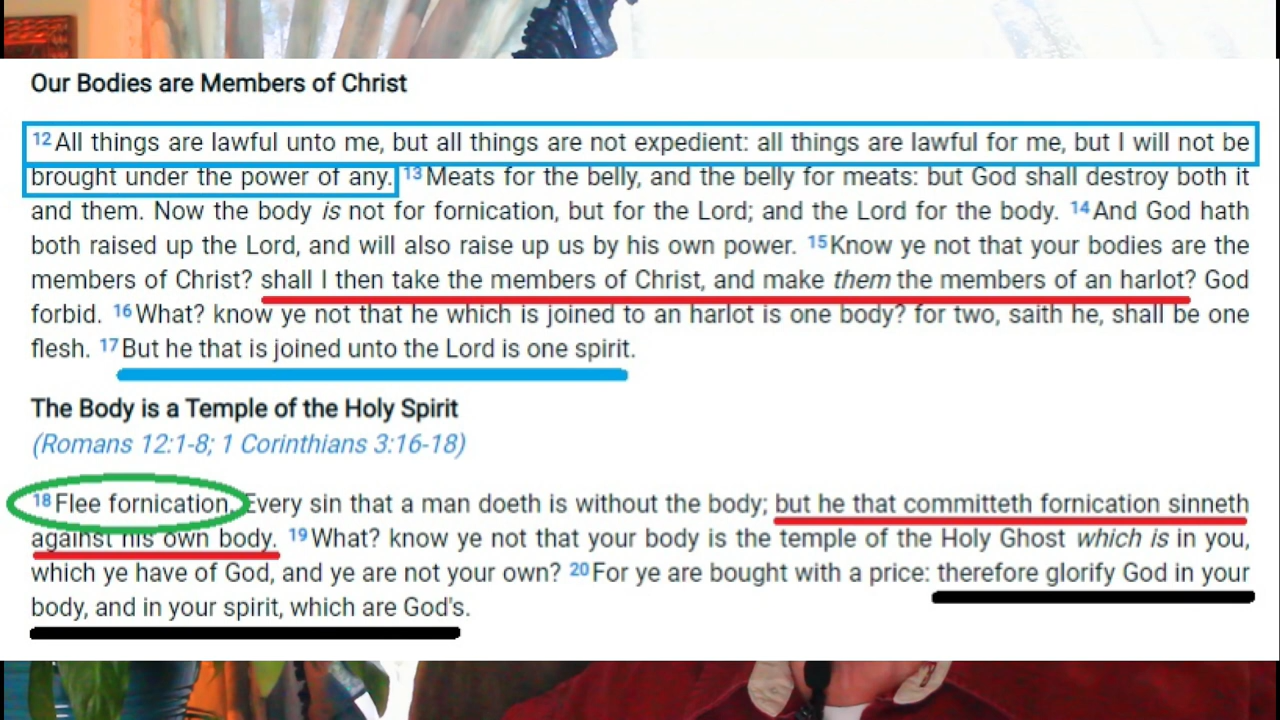 Our Bodies are Members of Christ
12 All things are lawful unto me, but all things are not expedient: all things are lawful for me, but I will not be
brought under the power of any. 13 Meats for the belly, and the belly for meats: but God shall destroy both it
and them. Now the body is not for fornication, but for the Lord; and the Lord for the body. 14 And God hath
both raised up the Lord, and will also raise up us by his own power. 15 Know ye not that your bodies are the
members of Christ? shall I then take the members of Christ, and make them the members of an harlot? God
forbid. 16 What? know ye not that he which is joined to an harlot is one body? for two, saith he, shall be one
flesh. 17 But he that is joined unto the Lord is one spirit.
The Body is a Temple of the Holy Spirit
(Romans 12:1-8; 1 Corinthians 3:16-18)
18 Flee fornication. Every sin that a man doeth is without the body; but he that committeth fornication sinneth
against his own body. 19 What? know ye not that your body is the temple of the Holy Ghost which is in you,
which ye have of God, and ye are not your own? 20 For ye are bought with a price: therefore glorify God in your
body, and in your spirit, which are God's.